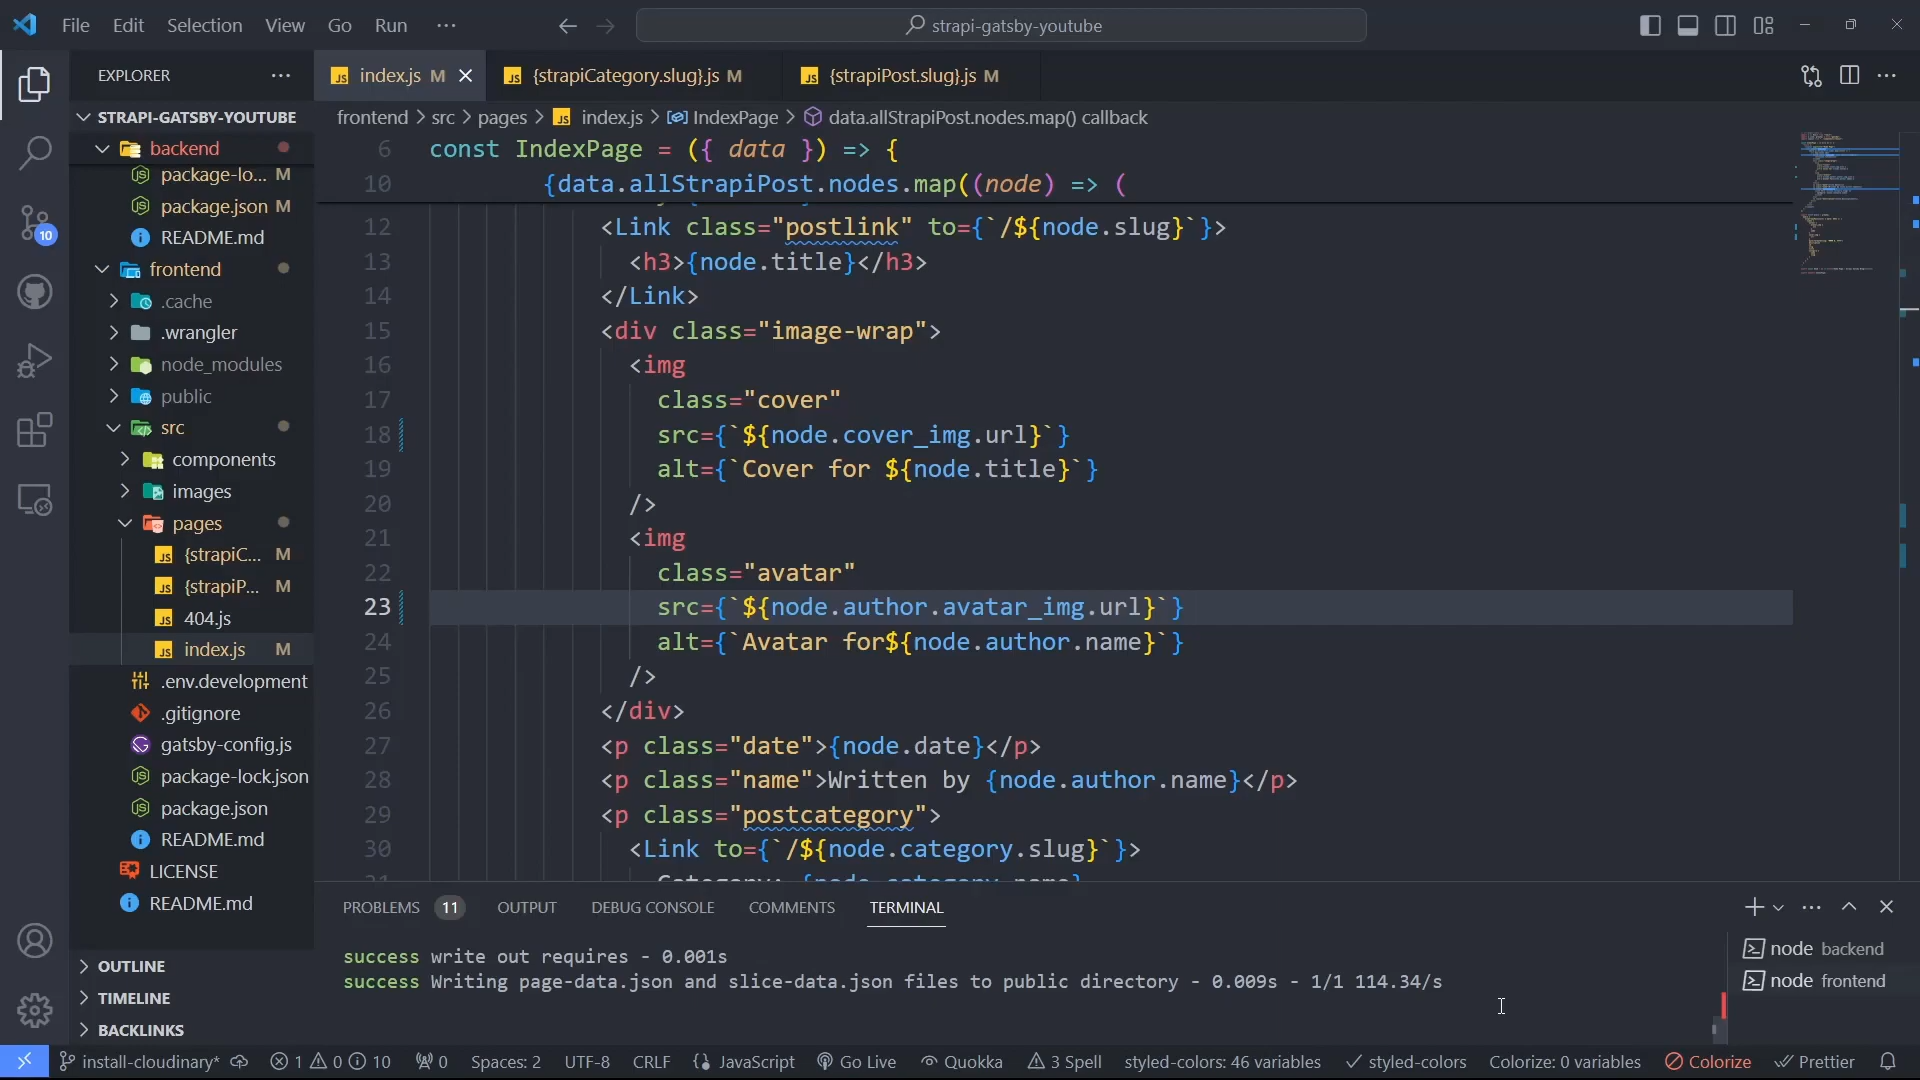 File Edit Selection View Go Run ···
strapi-gatsby-youtube
EXPLORER ···
index.js M
{strapiCategory.slug}.js M
{strapiPost.slug}.js M
STRAPI-GATSBY-YOUTUBE
frontend > src > pages > index.js > IndexPage > data.allStrapiPost.nodes.map() callback
backend
package-lo... M
package.json M
README.md
frontend
.cache
.wrangler
node_modules
public
src
components
images
pages
{strapiC... M
{strapiP... M
404.js
index.js M
.env.development
.gitignore
gatsby-config.js
package-lock.json
package.json
README.md
LICENSE
README.md
OUTLINE
TIMELINE
BACKLINKS
10
6 const IndexPage = ({ data }) => {
10 {data.allStrapiPost.nodes.map((node) => (
12 <Link class="postlink" to={`/${node.slug}`}>
13 <h3>{node.title}</h3>
14 </Link>
15 <div class="image-wrap">
16 <img
17 class="cover"
18 src={`${node.cover_img.url}`}
19 alt={`Cover for ${node.title}`}
20 />
21 <img
22 class="avatar"
23 src={`${node.author.avatar_img.url}`}
24 alt={`Avatar for${node.author.name}`}
25 />
26 </div>
27 <p class="date">{node.date}</p>
28 <p class="name">Written by {node.author.name}</p>
29 <p class="postcategory">
30 <Link to={`/${node.category.slug}`}>
31 Category: {node.category.name}
PROBLEMS 11 OUTPUT DEBUG CONSOLE COMMENTS TERMINAL
success write out requires - 0.001s
success Writing page-data.json and slice-data.json files to public directory - 0.009s - 1/1 114.34/s
node backend
node frontend
install-cloudinary* 1 0 10 0 Spaces: 2 UTF-8 CRLF JavaScript Go Live Quokka 3 Spell styled-colors: 46 variables styled-colors Colorize: 0 variables Colorize Prettier